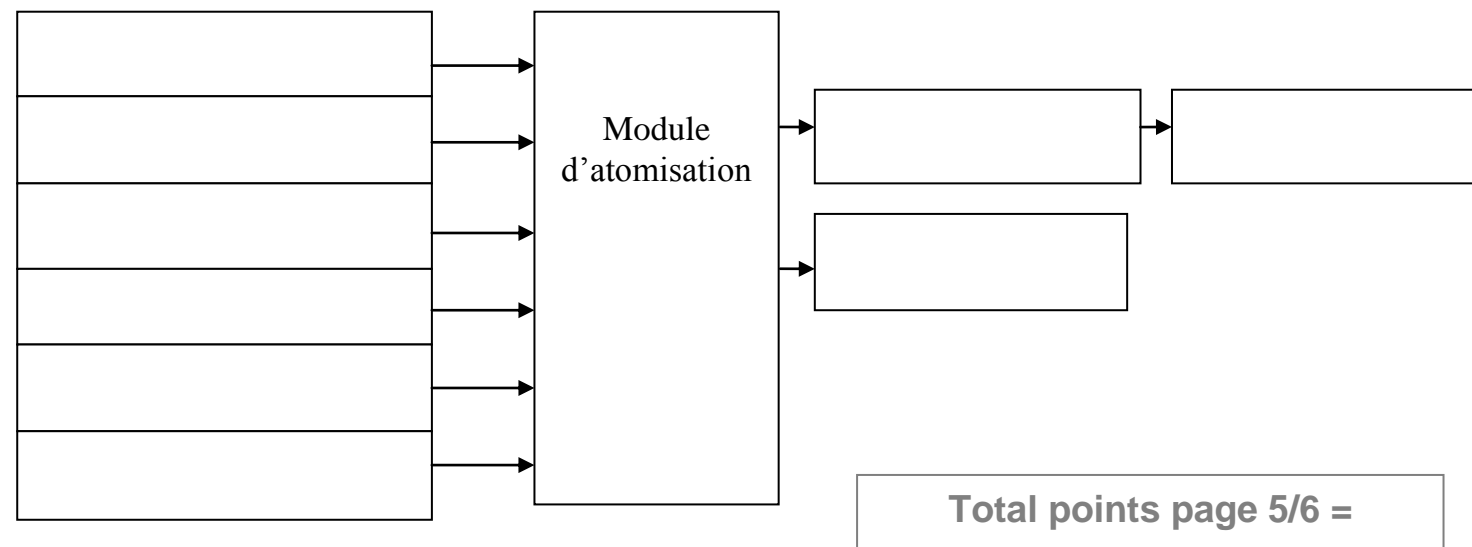 Module
d’atomisation
Total points page 5/6 =